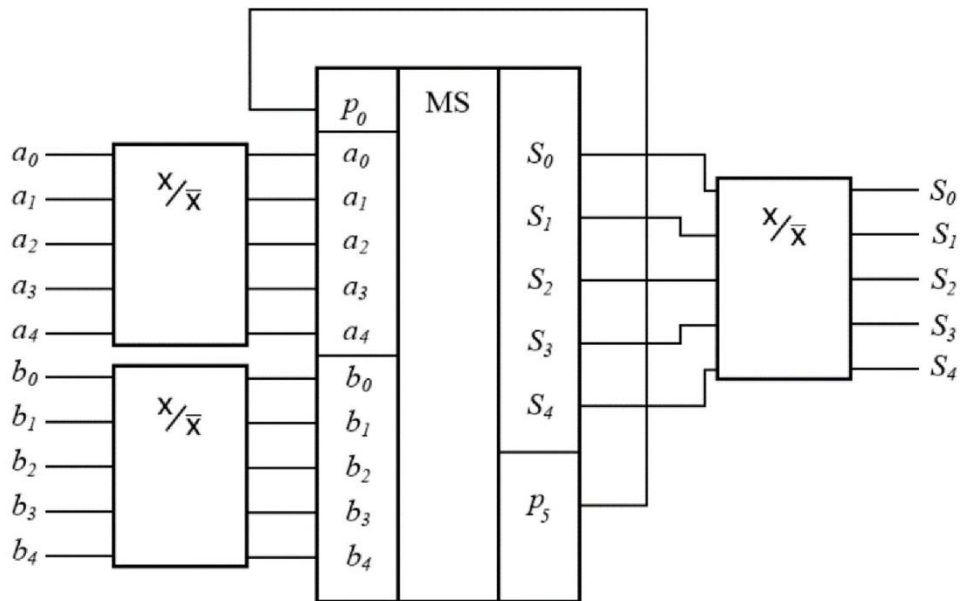 p₀ MS
a₀ a₀ S₀ S₀
a₁ x/x̅ a₁ S₁ x/x̅ S₁
a₂ a₂ S₂ S₂
a₃ a₃ S₃ S₃
a₄ a₄ S₄ S₄
b₀ b₀
b₁ x/x̅ b₁
b₂ b₂ p₅
b₃ b₃
b₄ b₄